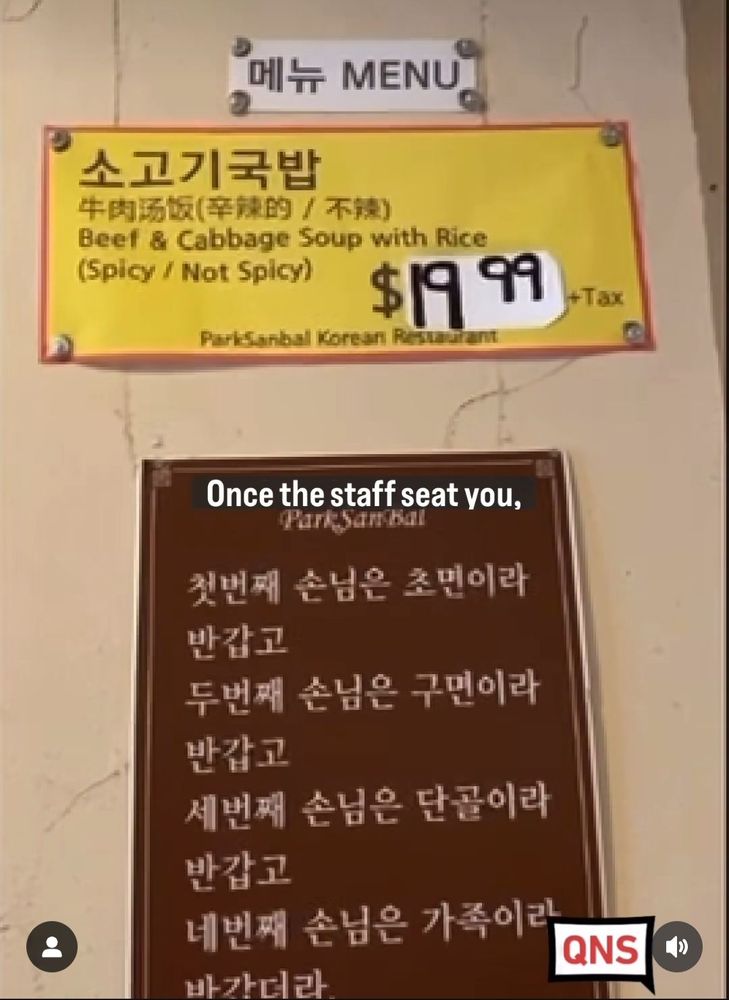 메뉴 MENU
소고기국밥
牛肉汤饭(辛辣的 / 不辣)
Beef & Cabbage Soup with Rice
(Spicy / Not Spicy)
$19.99 +Tax
ParkSanbal Korean Restaurant
Once the staff seat you,
ParkSanBal
첫번째 손님은 초면이라
반갑고
두번째 손님은 구면이라
반갑고
세번째 손님은 단골이라
반갑고
네번째 손님은 가족이라
반갑더라.
QNS